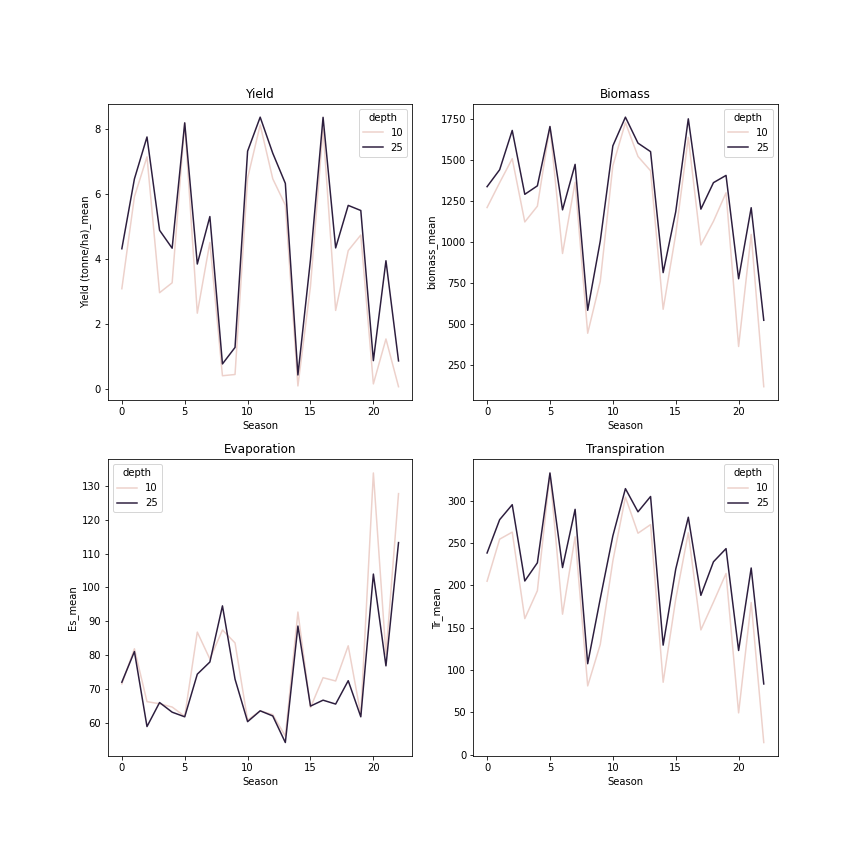 Yield
Yield (tonne/ha)_mean
8
6
4
2
0
depth
10
25
0 5 10 15 20
Season
Biomass
biomass_mean
1750
1500
1250
1000
750
500
250
depth
10
25
0 5 10 15 20
Season
Evaporation
Es_mean
130
120
110
100
90
80
70
60
depth
10
25
0 5 10 15 20
Season
Transpiration
Tr_mean
300
250
200
150
100
50
0
depth
10
25
0 5 10 15 20
Season